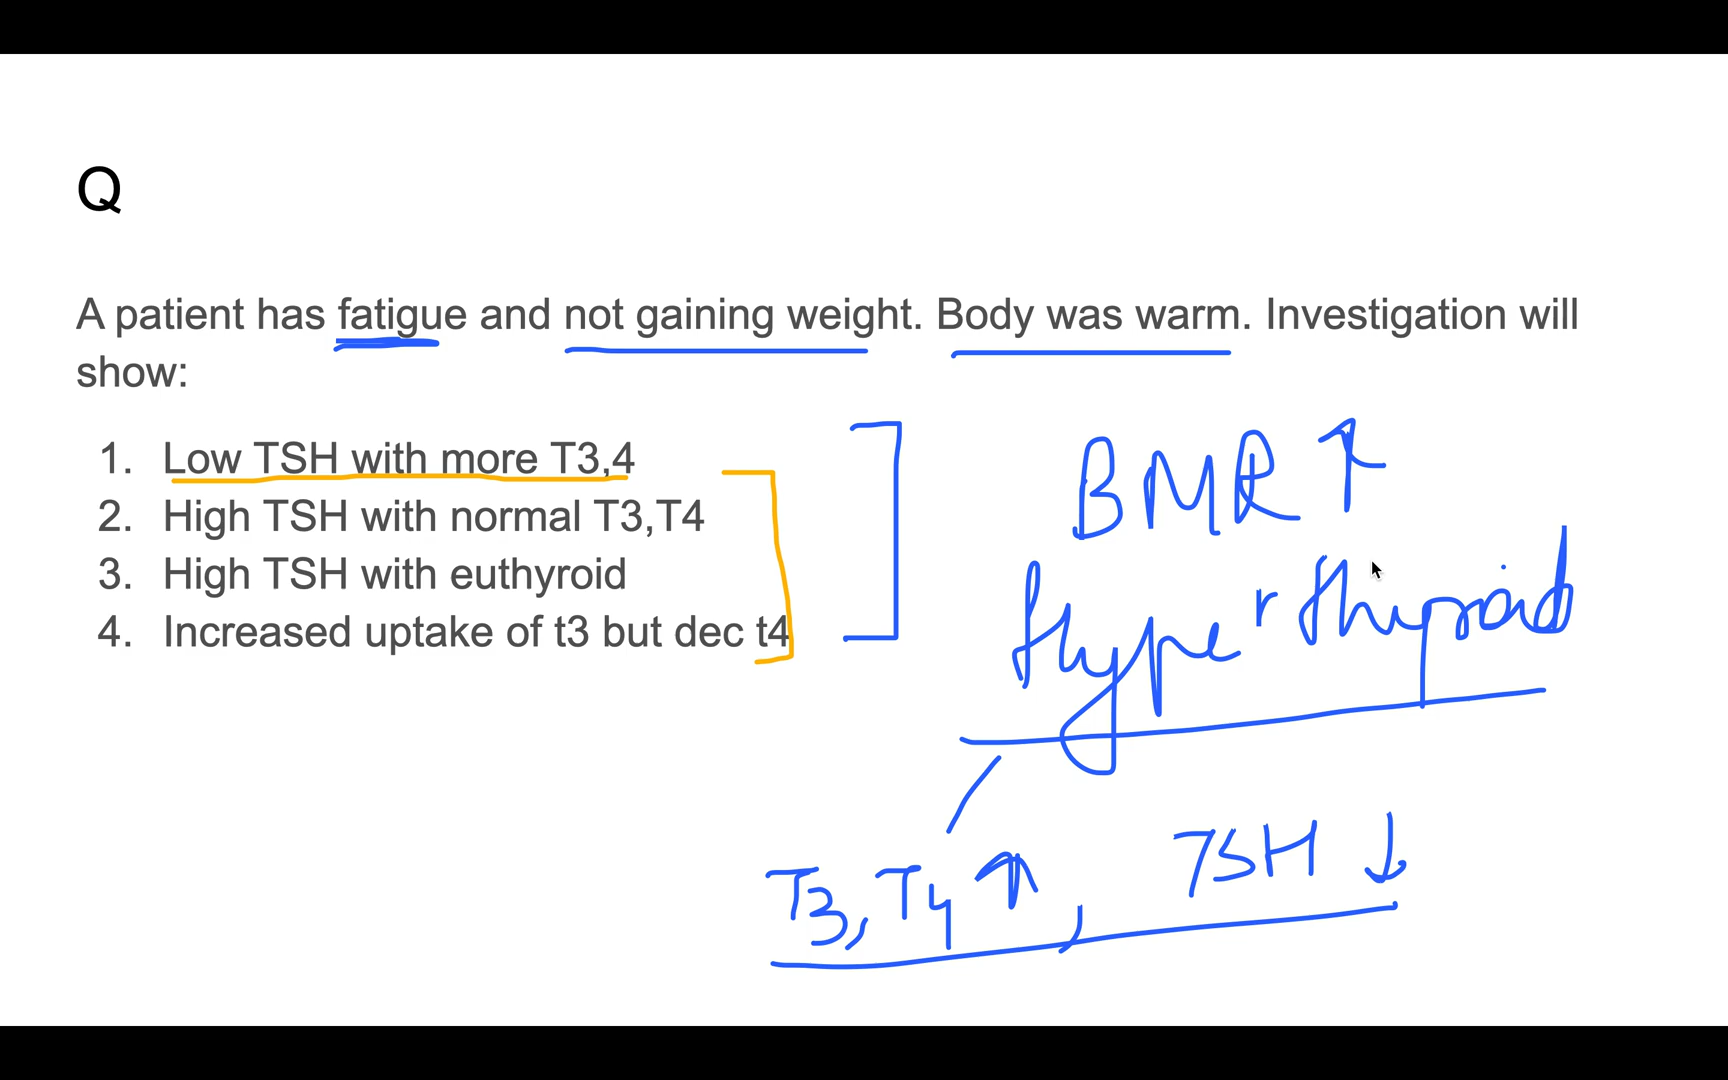 Q
A patient has fatigue and not gaining weight. Body was warm. Investigation will
show:
1. Low TSH with more T3,4
2. High TSH with normal T3,T4
3. High TSH with euthyroid
4. Increased uptake of t3 but dec t4
BMR ↑
Hyperthyroid
T3, T4 ↑, TSH ↓